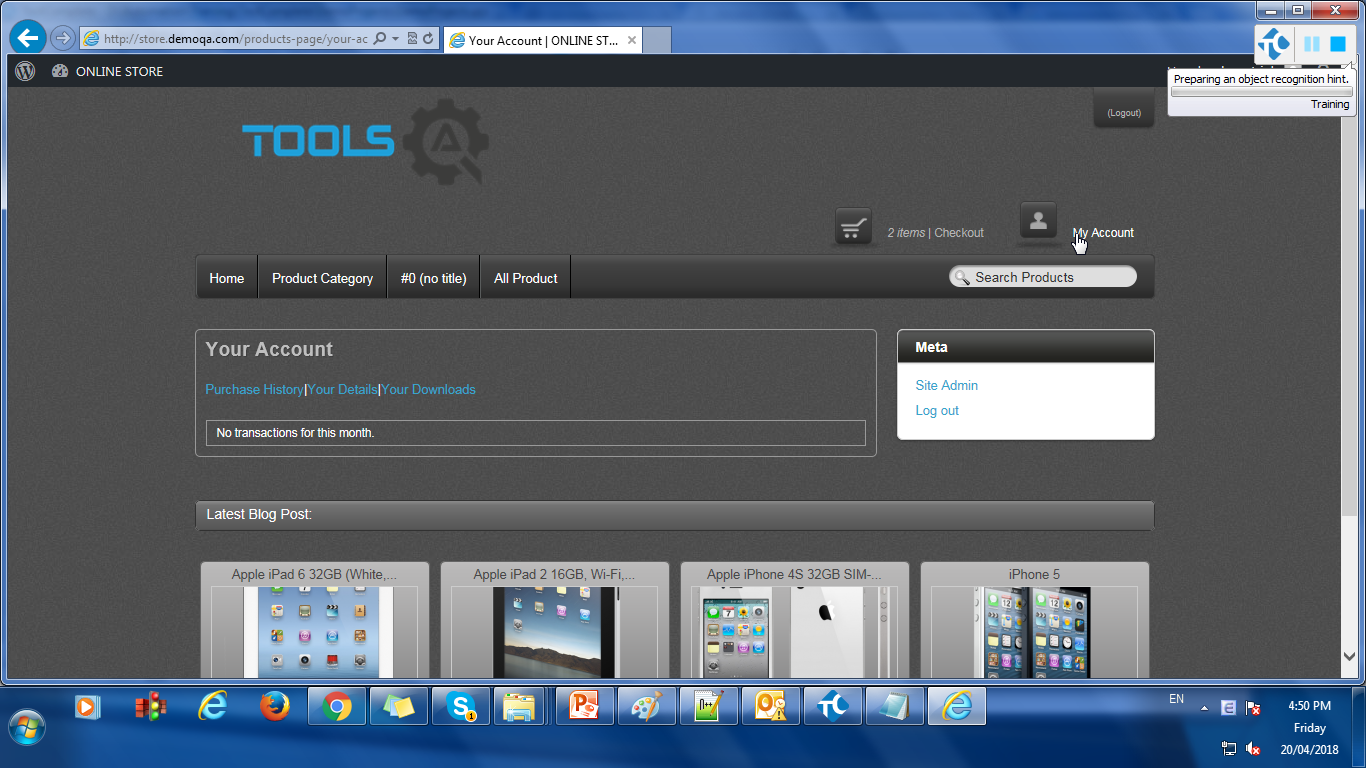 http://store.demoqa.com/products-page/your-ac
Your Account | ONLINE ST...
ONLINE STORE
Preparing an object recognition hint.
Training
(Logout)
TOOLS
2 items | Checkout
My Account
Home
Product Category
#0 (no title)
All Product
Search Products
Your Account
Purchase History|Your Details|Your Downloads
No transactions for this month.
Meta
Site Admin
Log out
Latest Blog Post:
Apple iPad 6 32GB (White,...
Apple iPad 2 16GB, Wi-Fi,...
Apple iPhone 4S 32GB SIM-...
iPhone 5
EN
4:50 PM
Friday
20/04/2018